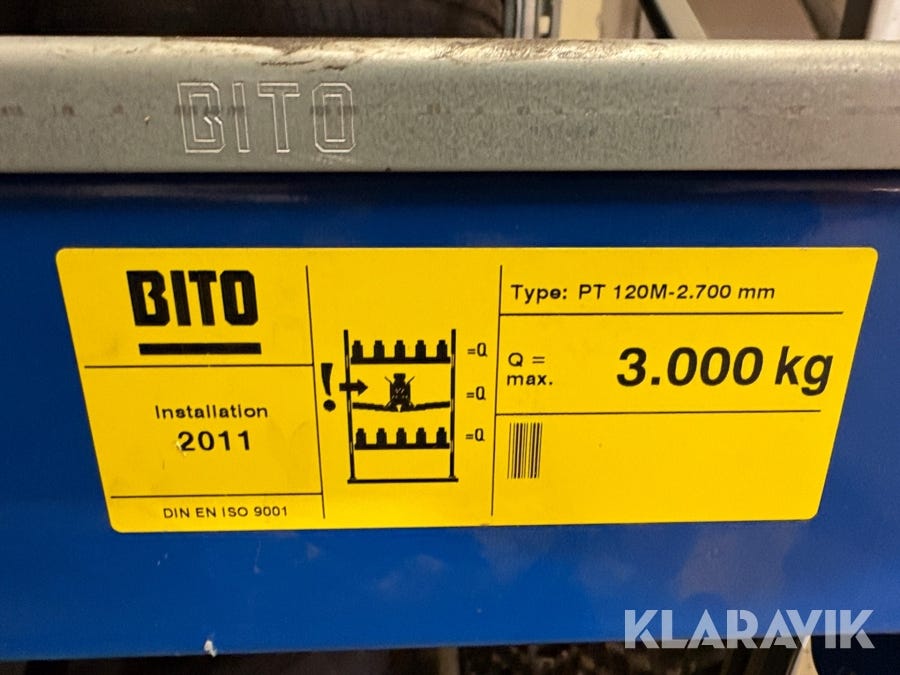 BITO
BITO
Installation
2011
DIN EN ISO 9001
!
=Q
=Q
=Q
Type: PT 120M-2.700 mm
Q =
max.
3.000 kg
KLARAVIK